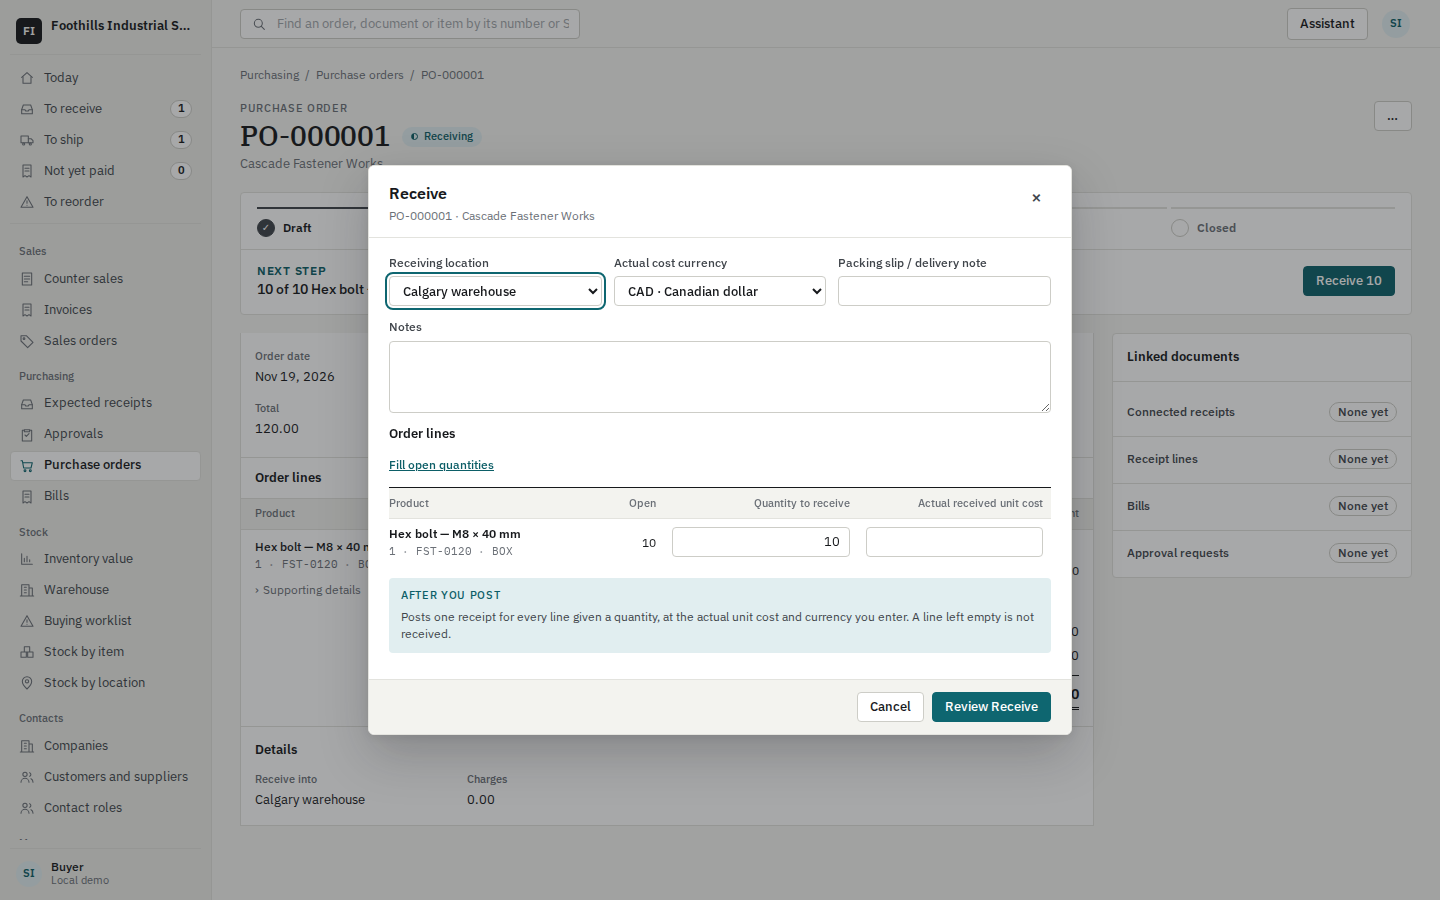 FI
Foothills Industrial S...
Find an order, document or item by its number or S
Assistant
SI
Today
To receive
1
To ship
1
Not yet paid
0
To reorder
Sales
Counter sales
Invoices
Sales orders
Purchasing
Expected receipts
Approvals
Purchase orders
Bills
Stock
Inventory value
Warehouse
Buying worklist
Stock by item
Stock by location
Contacts
Companies
Customers and suppliers
Contact roles
SI
Buyer
Local demo
Purchasing / Purchase orders / PO-000001
PURCHASE ORDER
PO-000001
Receiving
...
Cascade Fastener Works
Draft
Closed
NEXT STEP
10 of 10 Hex bolt
Receive 10
Order date
Nov 19, 2026
Total
120.00
Order lines
Product
Hex bolt — M8 × 40
1 · FST-0120 ·
› Supporting details
Details
Receive into
Calgary warehouse
Charges
0.00
Linked documents
Connected receipts
None yet
Receipt lines
None yet
Bills
None yet
Approval requests
None yet
Receive
×
PO-000001 · Cascade Fastener Works
Receiving location
Actual cost currency
Packing slip / delivery note
Calgary warehouse
CAD · Canadian dollar
Notes
Order lines
Fill open quantities
Product
Open
Quantity to receive
Actual received unit cost
Hex bolt — M8 × 40 mm
1 · FST-0120 · BOX
10
10
AFTER YOU POST
Posts one receipt for every line given a quantity, at the actual unit cost and currency you enter. A line left empty is not
received.
Cancel
Review Receive